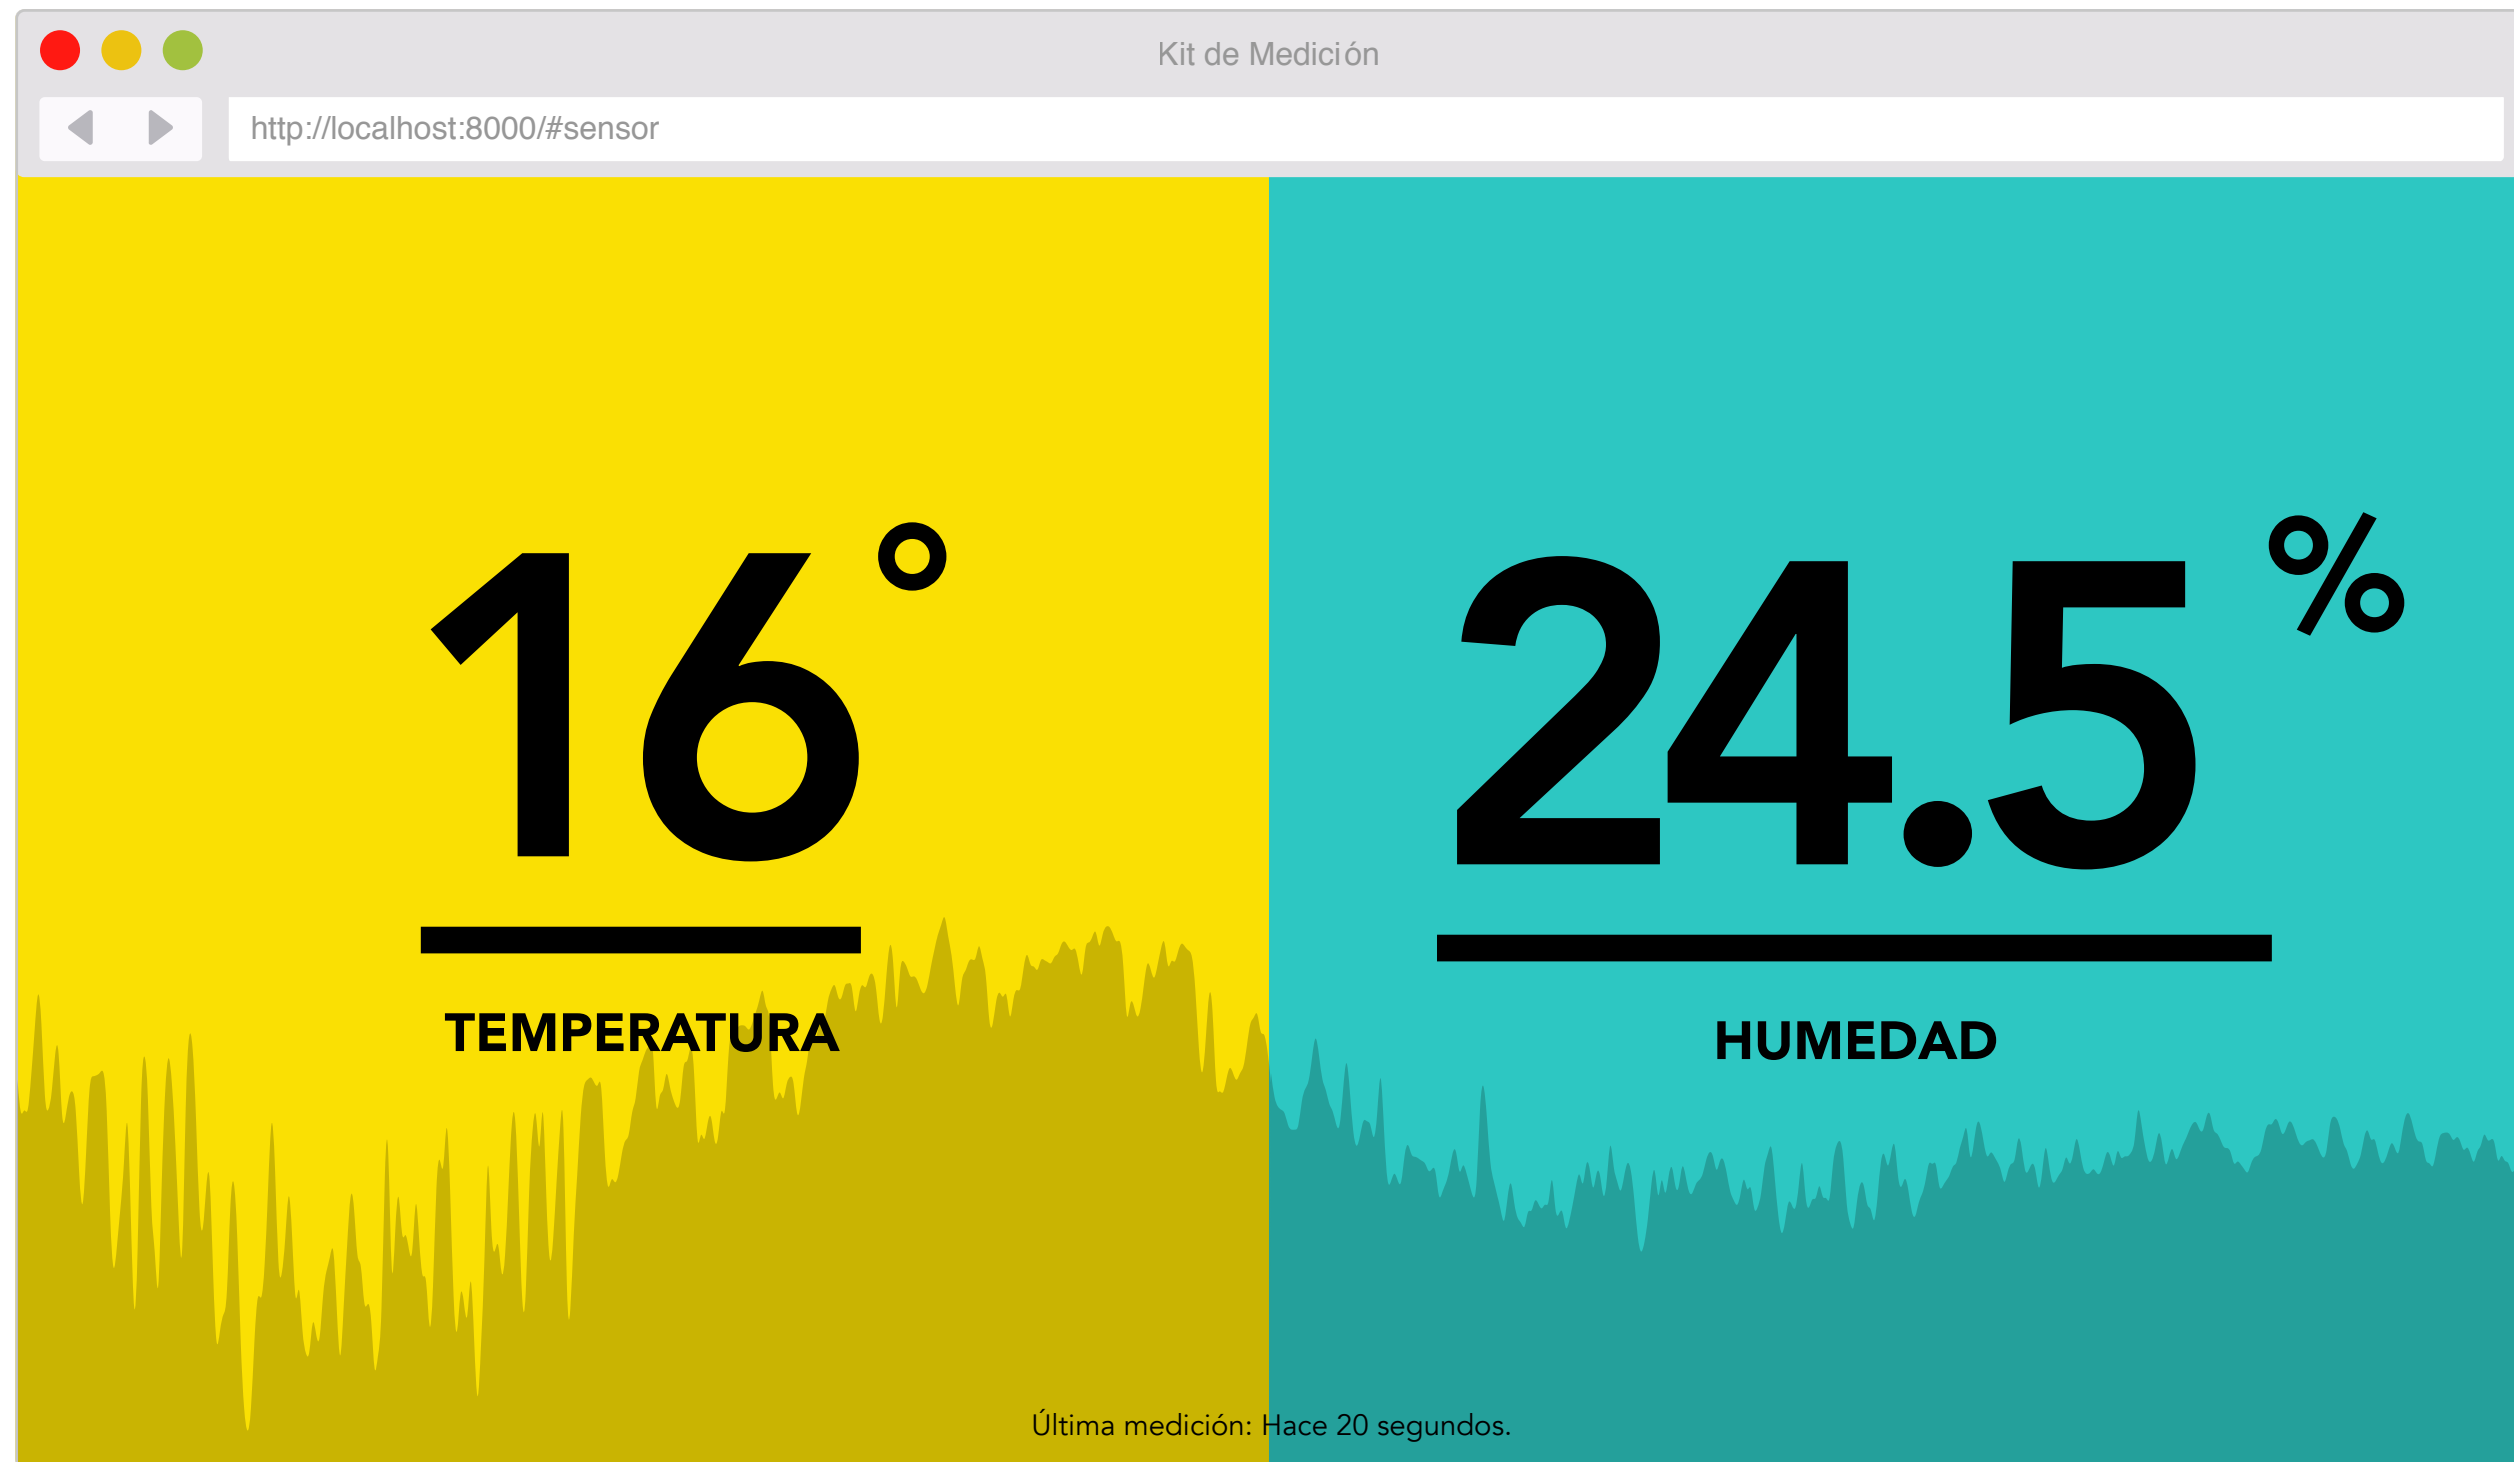 Kit de Medición
http://localhost:8000/#sensor
16°
24.5%
TEMPERATURA
HUMEDAD
Última medición: Hace 20 segundos.